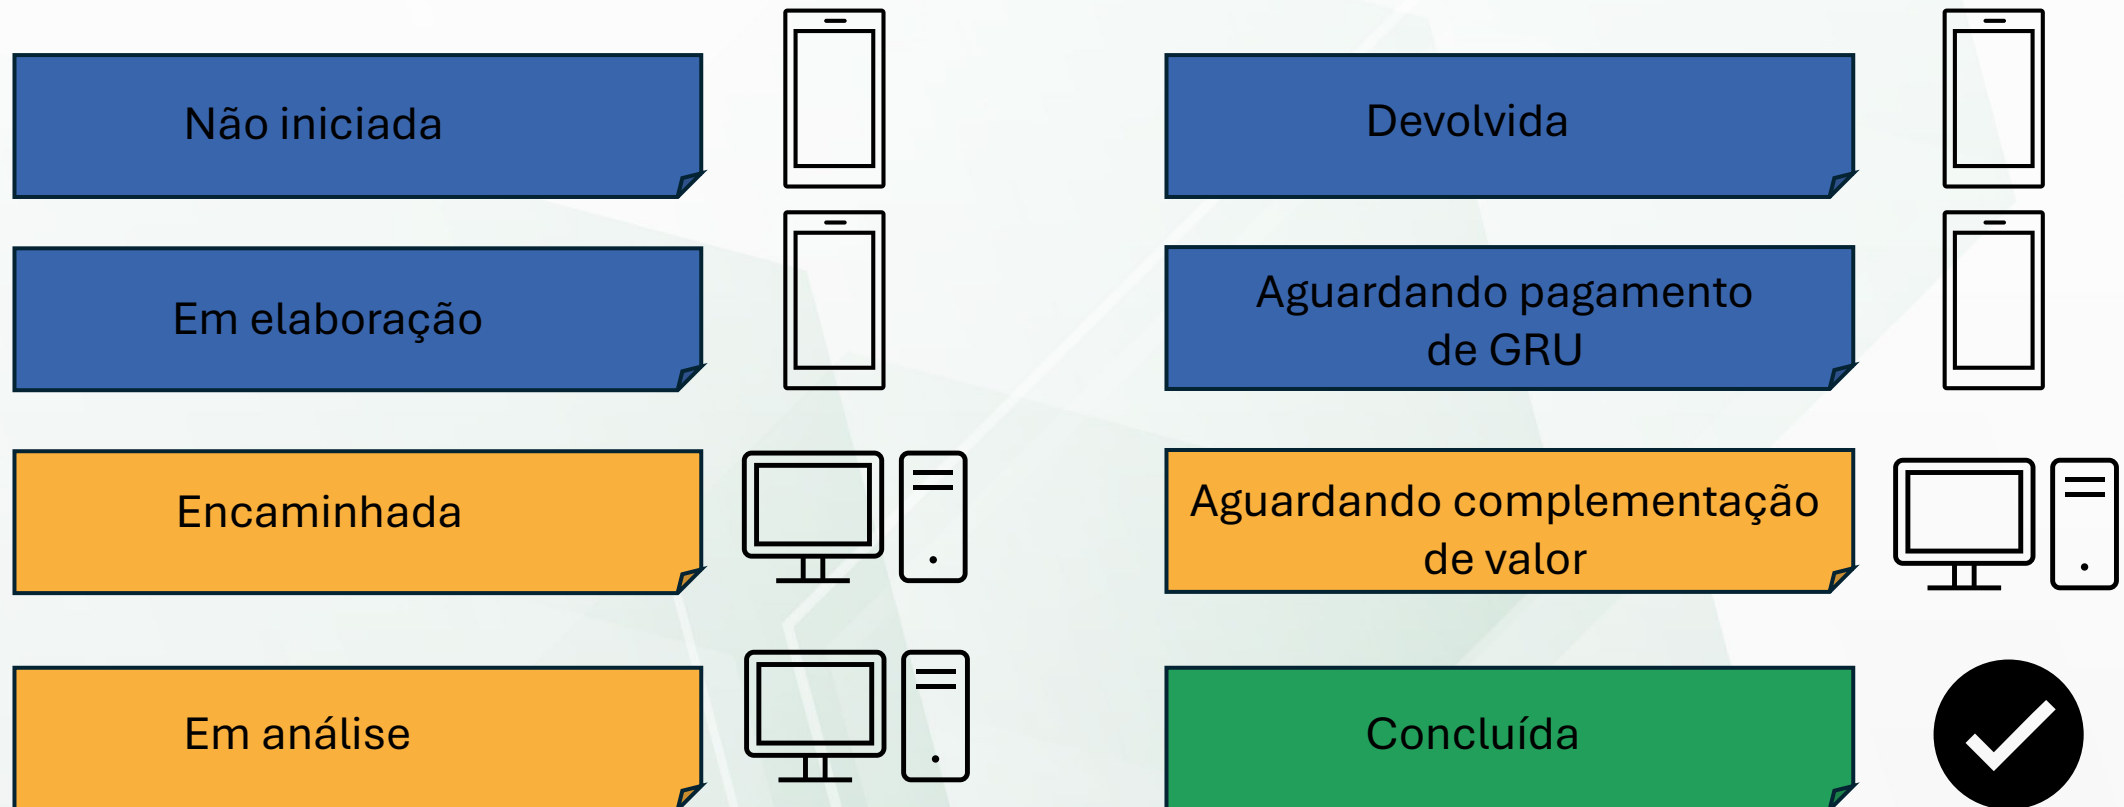 Não iniciada
Em elaboração
Encaminhada
Em análise
Devolvida
Aguardando pagamento
de GRU
Aguardando complementação
de valor
Concluída